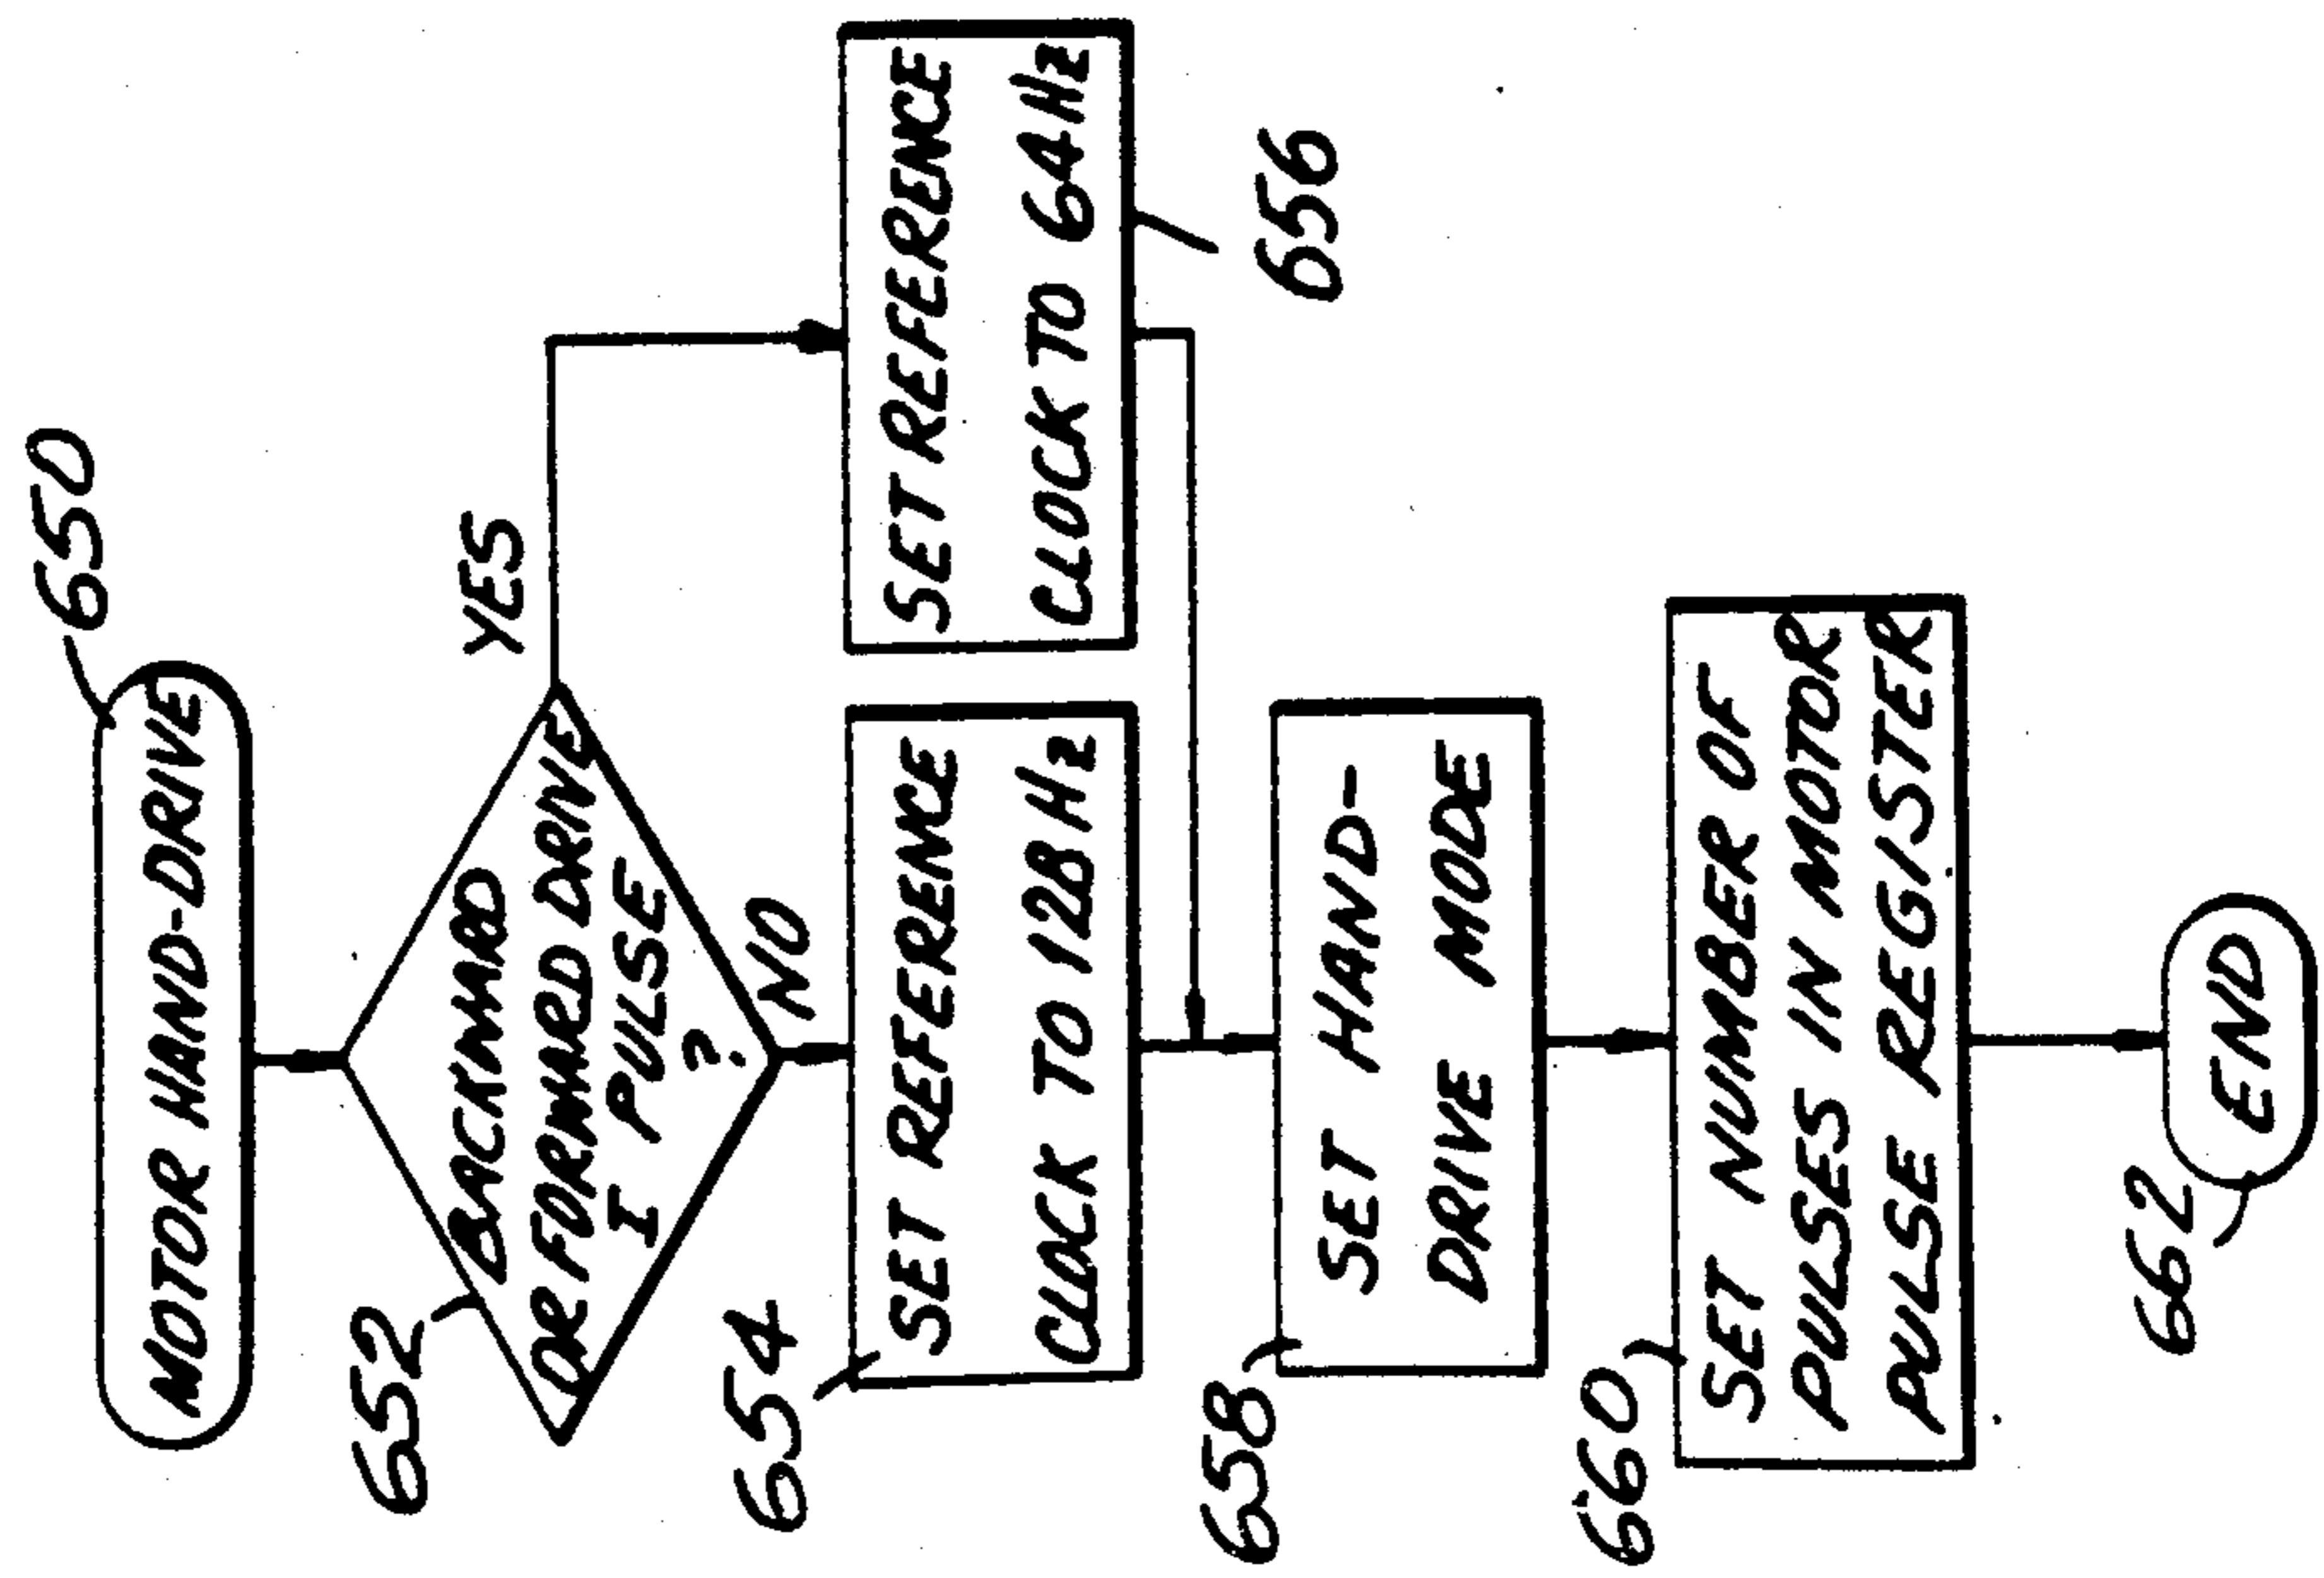 650
MOTOR HAND-DRIVE
652
BACKWARD
OR FORWARD DRIVE
I PULSE
?
YES
NO
654
SET REFERENCE
CLOCK TO 128 Hz
SET REFERENCE
CLOCK TO 64 Hz
656
658
SET HAND-
DRIVE MODE
660
SET NUMBER OF
PULSES IN MOTOR
PULSE REGISTER
662
END